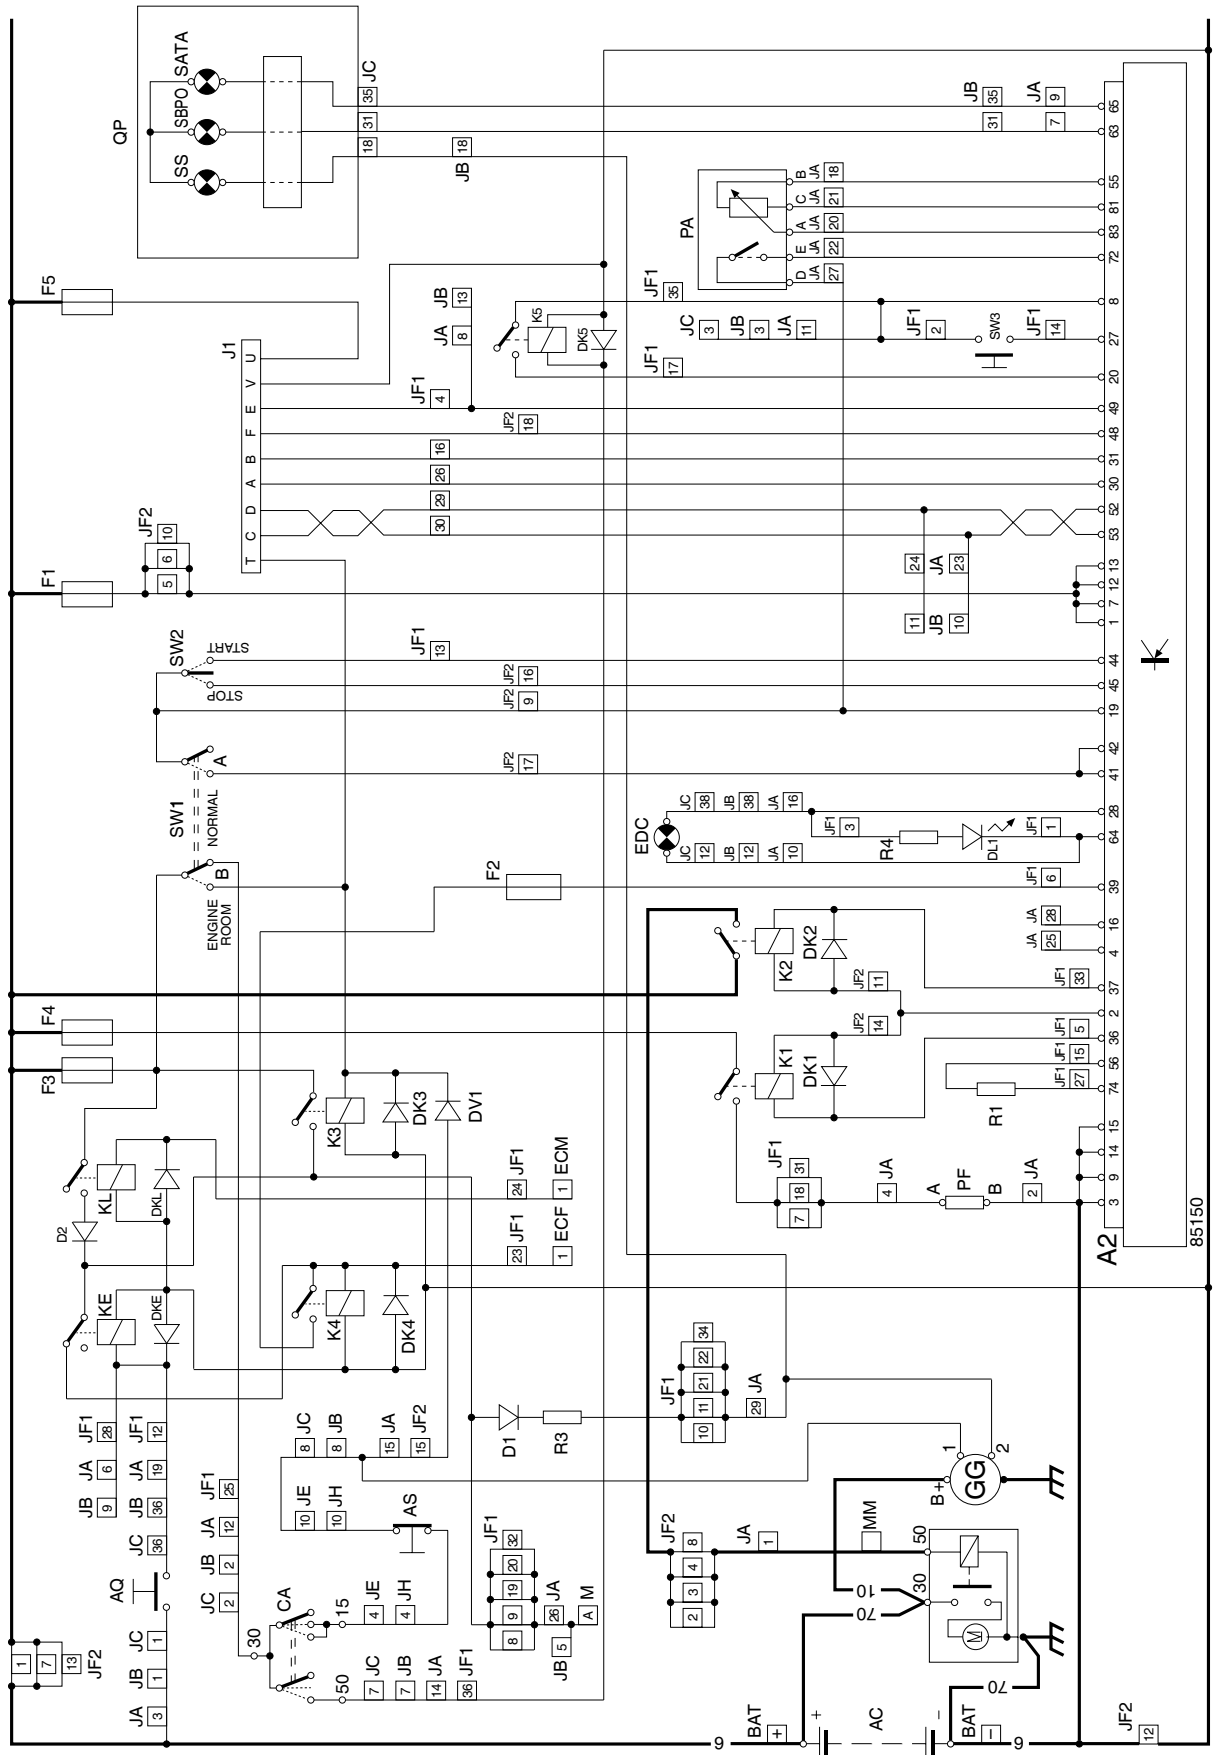 QP
SATA
SBPO
SS
35 JC
31
18
18
JB
JB JA
35 9
31 7
65
63
F5
J1
U
V
E
F
B
A
D
C
T
JB
13
JA
8
JF1
4
JF2
18
16
26
29
30
K5
DK5
JF1
35
JF1
17
PA
B JA 18
C JA 21
A JA 20
E JA 22
D JA 27
55
81
83
72
JC 3
JB 3
JA 11
JF1 2
SW3
JF1 14
8
27
20
49
48
31
30
52
53
24
JA
23
11
JB
10
F1
JF2
10
6
5
13
12
7
1
SW2
START
STOP
JF1
13
JF2 16
JF2 9
44
45
19
SW1
A
B
NORMAL
ENGINE
ROOM
JF2 17
42
41
EDC
JC 38
JB 38
JA 16
JC 12
JB 12
JA 10
JF1 3
R4
DL1
JF1 1
28
64
F2
JF1 6
39
JA 28
JA 25
16
4
K2
DK2
JF2 11
JF1 33
37
2
F4
F3
K1
DK1
JF2 14
JF1 5
JF1 15
JF1 27
R1
36
56
74
15
14
9
3
JF1
31
18
7
JA
4
A PF B
JA
2
A2
85150
KL
DKL
D2
KE
DKE
K3
DK3
DV1
K4
DK4
24 JF1
1 ECM
23 JF1
1 ECF
JF1 28
JA 6
JB 9
JF1 12
JA 19
JB 36
JC 36
AQ
JC 1
JB 1
JA 3
1
7
13
JF2
JF1 25
JA 12
JB 2
JC 2
CA
30
15
50
JE 4
JH 4
JC 7
JB 7
JA 14
JF1 36
JE 10
JH 10
AS
JC 8
JB 8
JA 15
JF2 15
D1
R3
JF1
32
20
19
9
8
JA 26
M A
JB 5
JF1
34
22
21
11
10
JA
29
JF2
8
4
3
2
JA
1
MM
50
30
M
GG
B+
1
2
10
70
70
BAT
+
+
AC
-
BAT
-
9
9
JF2
12